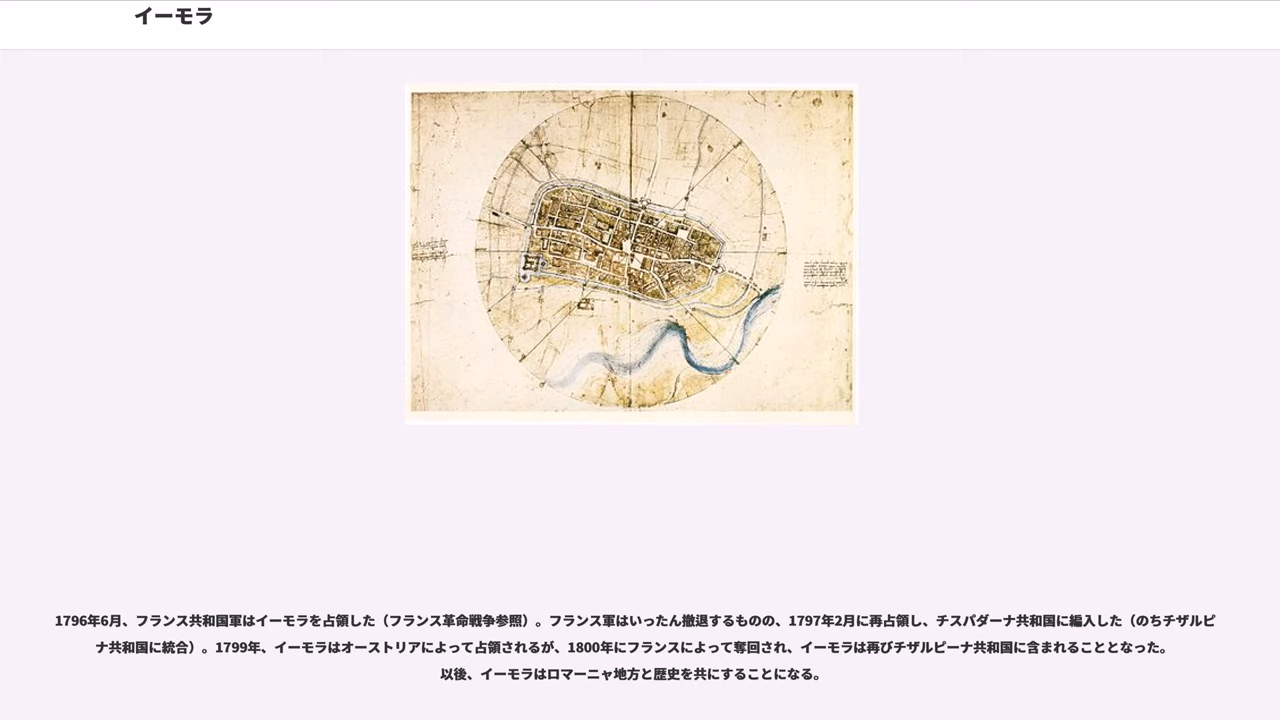 イーモラ
1796年6月、フランス共和国軍はイーモラを占領した（フランス革命戦争参照）。フランス軍はいったん撤退するものの、1797年2月に再占領し、チスパダーナ共和国に編入した（のちチザルピ
ナ共和国に統合）。1799年、イーモラはオーストリアによって占領されるが、1800年にフランスによって奪回され、イーモラは再びチザルピーナ共和国に含まれることとなった。
以後、イーモラはロマーニャ地方と歴史を共にすることになる。